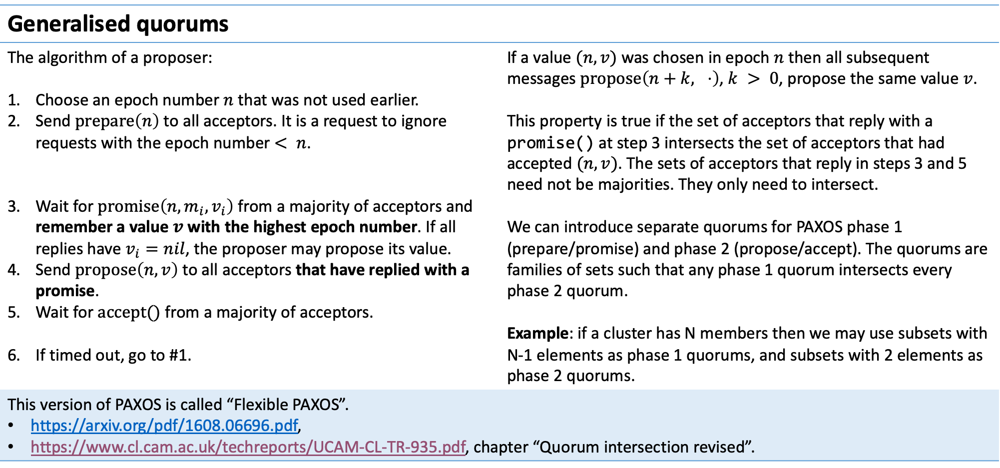 Generalised quorums
The algorithm of a proposer:
1. Choose an epoch number n that was not used earlier.
2. Send prepare(n) to all acceptors. It is a request to ignore
requests with the epoch number < n.
3. Wait for promise(n, mᵢ, vᵢ) from a majority of acceptors and
remember a value v with the highest epoch number. If all
replies have vᵢ = nil, the proposer may propose its value.
4. Send propose(n, v) to all acceptors that have replied with a
promise.
5. Wait for accept() from a majority of acceptors.
6. If timed out, go to #1.
If a value (n, v) was chosen in epoch n then all subsequent
messages propose(n + k, ·), k > 0, propose the same value v.
This property is true if the set of acceptors that reply with a
promise() at step 3 intersects the set of acceptors that had
accepted (n, v). The sets of acceptors that reply in steps 3 and 5
need not be majorities. They only need to intersect.
We can introduce separate quorums for PAXOS phase 1
(prepare/promise) and phase 2 (propose/accept). The quorums are
families of sets such that any phase 1 quorum intersects every
phase 2 quorum.
Example: if a cluster has N members then we may use subsets with
N-1 elements as phase 1 quorums, and subsets with 2 elements as
phase 2 quorums.
This version of PAXOS is called “Flexible PAXOS”.
• https://arxiv.org/pdf/1608.06696.pdf,
• https://www.cl.cam.ac.uk/techreports/UCAM-CL-TR-935.pdf, chapter “Quorum intersection revised”.